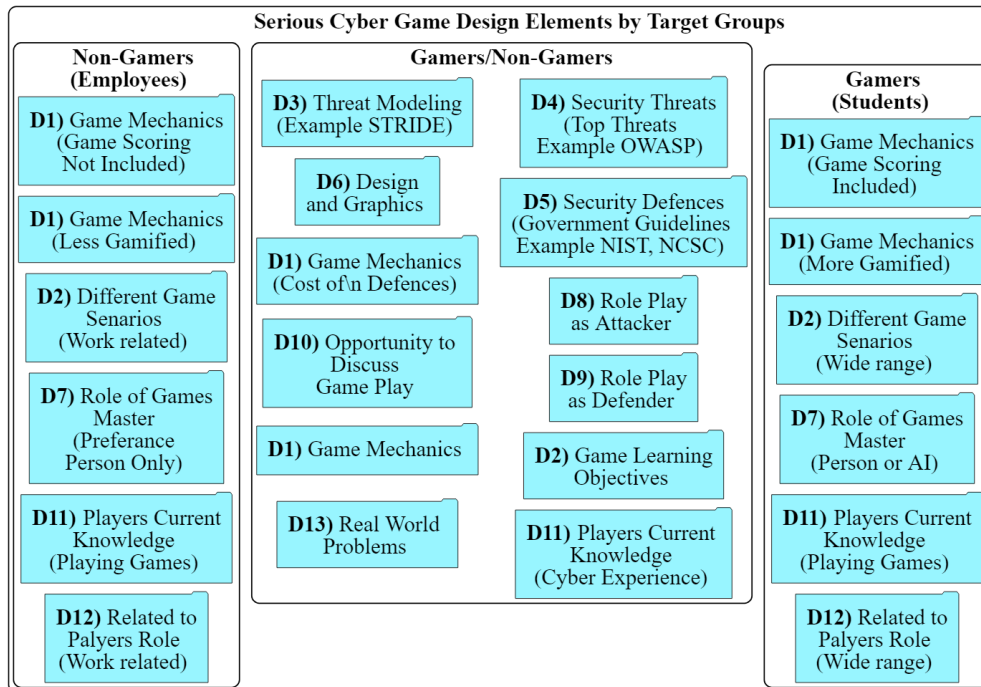 Serious Cyber Game Design Elements by Target Groups
Non-Gamers
(Employees)
D1) Game Mechanics
(Game Scoring
Not Included)
D1) Game Mechanics
(Less Gamified)
D2) Different Game
Senarios
(Work related)
D7) Role of Games
Master
(Preferance
Person Only)
D11) Players Current
Knowledge
(Playing Games)
D12) Related to
Palyers Role
(Work related)
Gamers/Non-Gamers
D3) Threat Modeling
(Example STRIDE)
D6) Design
and Graphics
D1) Game Mechanics
(Cost of\n Defences)
D10) Opportunity to
Discuss
Game Play
D1) Game Mechanics
D13) Real World
Problems
D4) Security Threats
(Top Threats
Example OWASP)
D5) Security Defences
(Government Guidelines
Example NIST, NCSC)
D8) Role Play
as Attacker
D9) Role Play
as Defender
D2) Game Learning
Objectives
D11) Players Current
Knowledge
(Cyber Experience)
Gamers
(Students)
D1) Game Mechanics
(Game Scoring
Included)
D1) Game Mechanics
(More Gamified)
D2) Different Game
Senarios
(Wide range)
D7) Role of Games
Master
(Person or AI)
D11) Players Current
Knowledge
(Playing Games)
D12) Related to
Palyers Role
(Wide range)